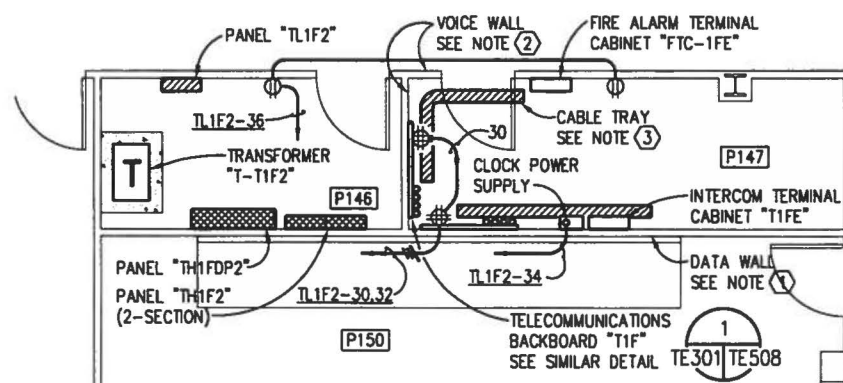 PANEL "TL1F2"
VOICE WALL
SEE NOTE 2
FIRE ALARM TERMINAL
CABINET "FTC-1FE"
TL1F2-36
30
CABLE TRAY
SEE NOTE 3
T
TRANSFORMER
"T-T1F2"
CLOCK POWER
SUPPLY
P147
P146
INTERCOM TERMINAL
CABINET "T1FE"
PANEL "TH1FDP2"
PANEL "TH1F2"
(2-SECTION)
TL1F2-30,32
TL1F2-34
DATA WALL
SEE NOTE 1
P150
TELECOMMUNICATIONS
BACKBOARD "T1F"
SEE SIMILAR DETAIL
1
TE301 TE508